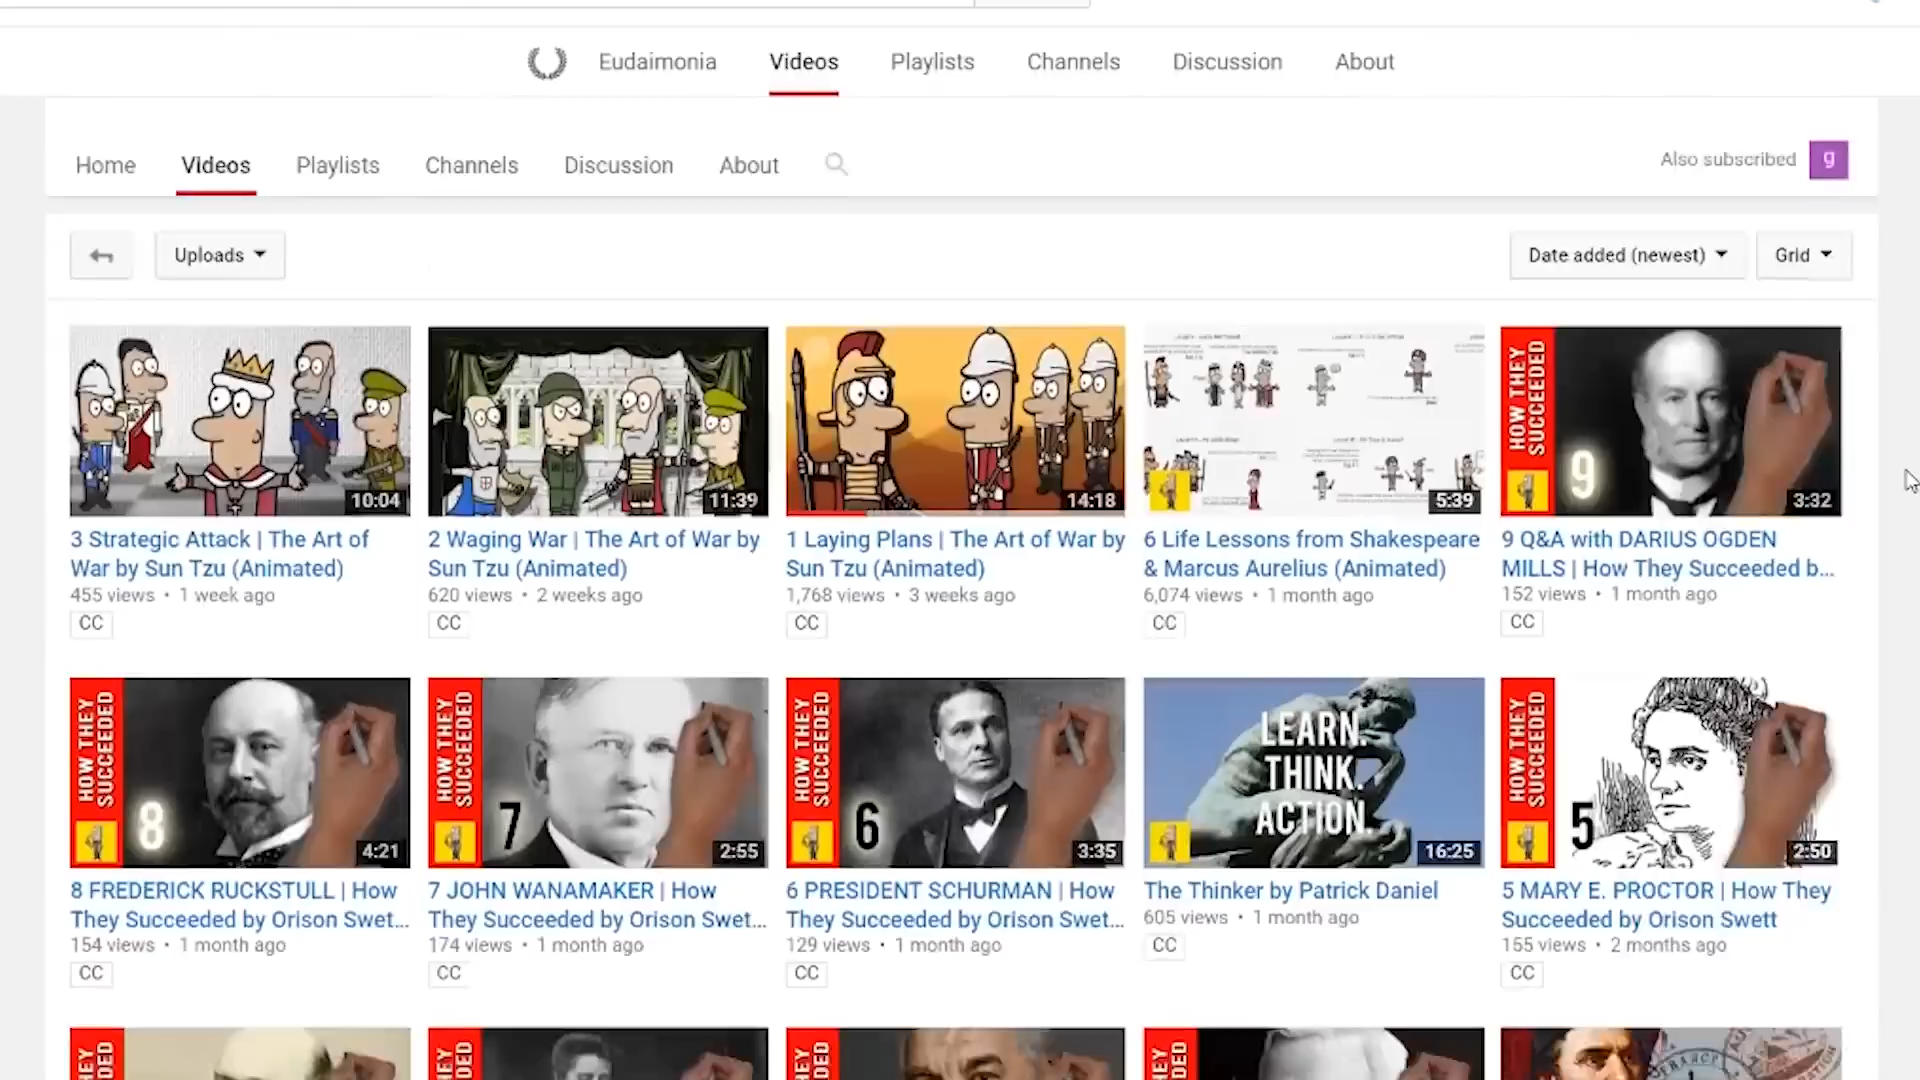 Eudaimonia Videos Playlists Channels Discussion About
Home Videos Playlists Channels Discussion About
Also subscribed g
Uploads
Date added (newest) Grid
10:04
11:39
14:18
5:39
HOW THEY SUCCEEDED
9
3:32
3 Strategic Attack | The Art of
War by Sun Tzu (Animated)
455 views • 1 week ago
CC
2 Waging War | The Art of War by
Sun Tzu (Animated)
620 views • 2 weeks ago
CC
1 Laying Plans | The Art of War by
Sun Tzu (Animated)
1,768 views • 3 weeks ago
CC
6 Life Lessons from Shakespeare
& Marcus Aurelius (Animated)
6,074 views • 1 month ago
CC
9 Q&A with DARIUS OGDEN
MILLS | How They Succeeded b...
152 views • 1 month ago
CC
HOW THEY SUCCEEDED
8
4:21
HOW THEY SUCCEEDED
7
2:55
HOW THEY SUCCEEDED
6
3:35
LEARN.
THINK.
ACTION.
16:25
HOW THEY SUCCEEDED
5
2:50
8 FREDERICK RUCKSTULL | How
They Succeeded by Orison Swet...
154 views • 1 month ago
CC
7 JOHN WANAMAKER | How
They Succeeded by Orison Swet...
174 views • 1 month ago
CC
6 PRESIDENT SCHURMAN | How
They Succeeded by Orison Swet...
129 views • 1 month ago
CC
The Thinker by Patrick Daniel
605 views • 1 month ago
CC
5 MARY E. PROCTOR | How They
Succeeded by Orison Swett
155 views • 2 months ago
CC